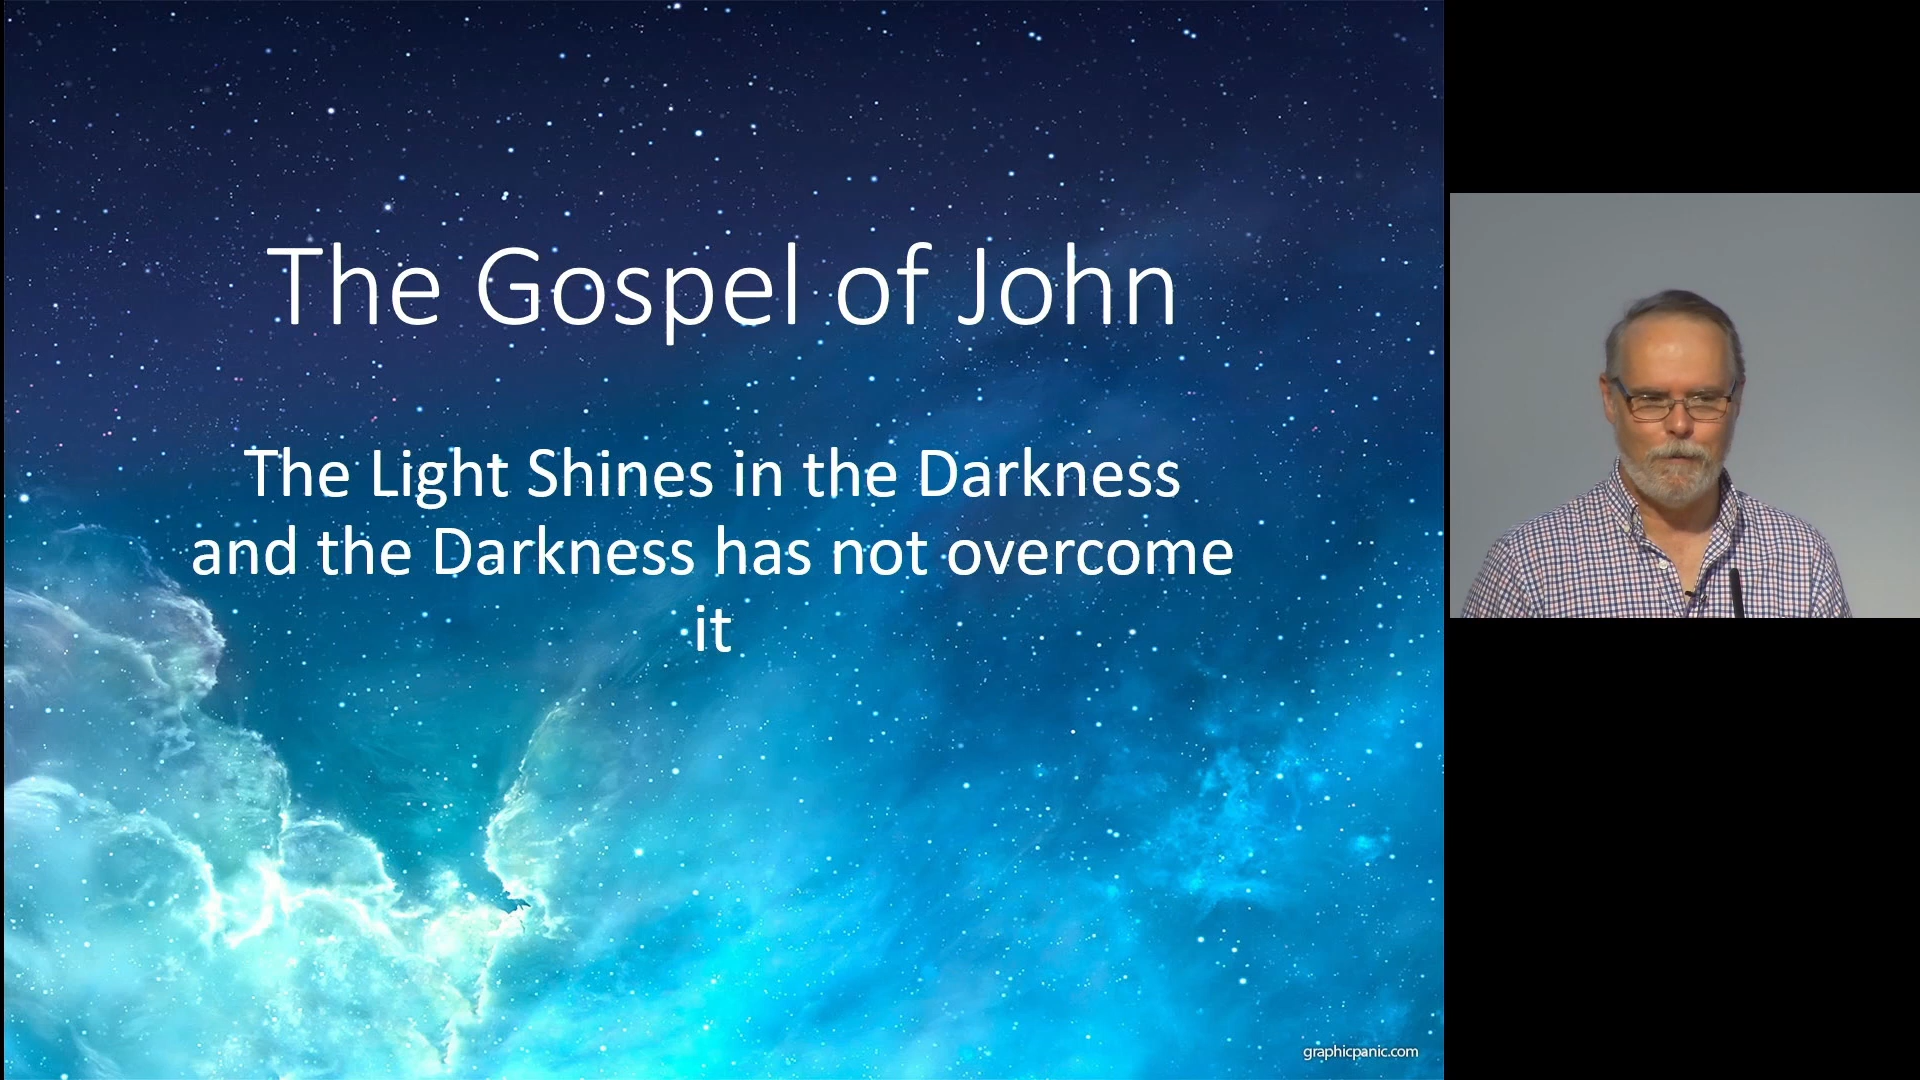 The Gospel of John
The Light Shines in the Darkness
and the Darkness has not overcome
it
graphicpanic.com